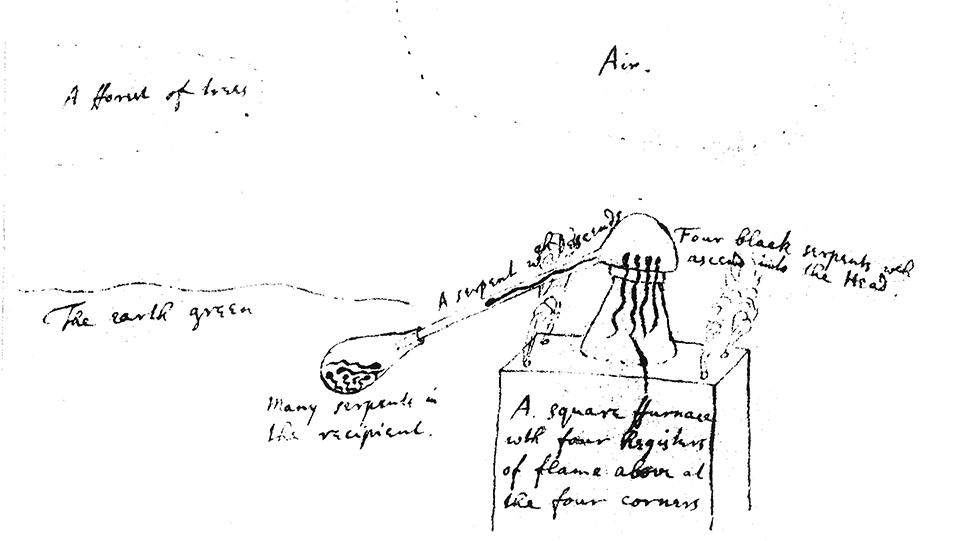 Air.
A fforest of trees
A serpent wch descends
Four black serpents wch
ascend into the Head.
The earth green
Many serpents in
the recipient.
A square ffurnace
wth four Registers
of flame above at
the four corners